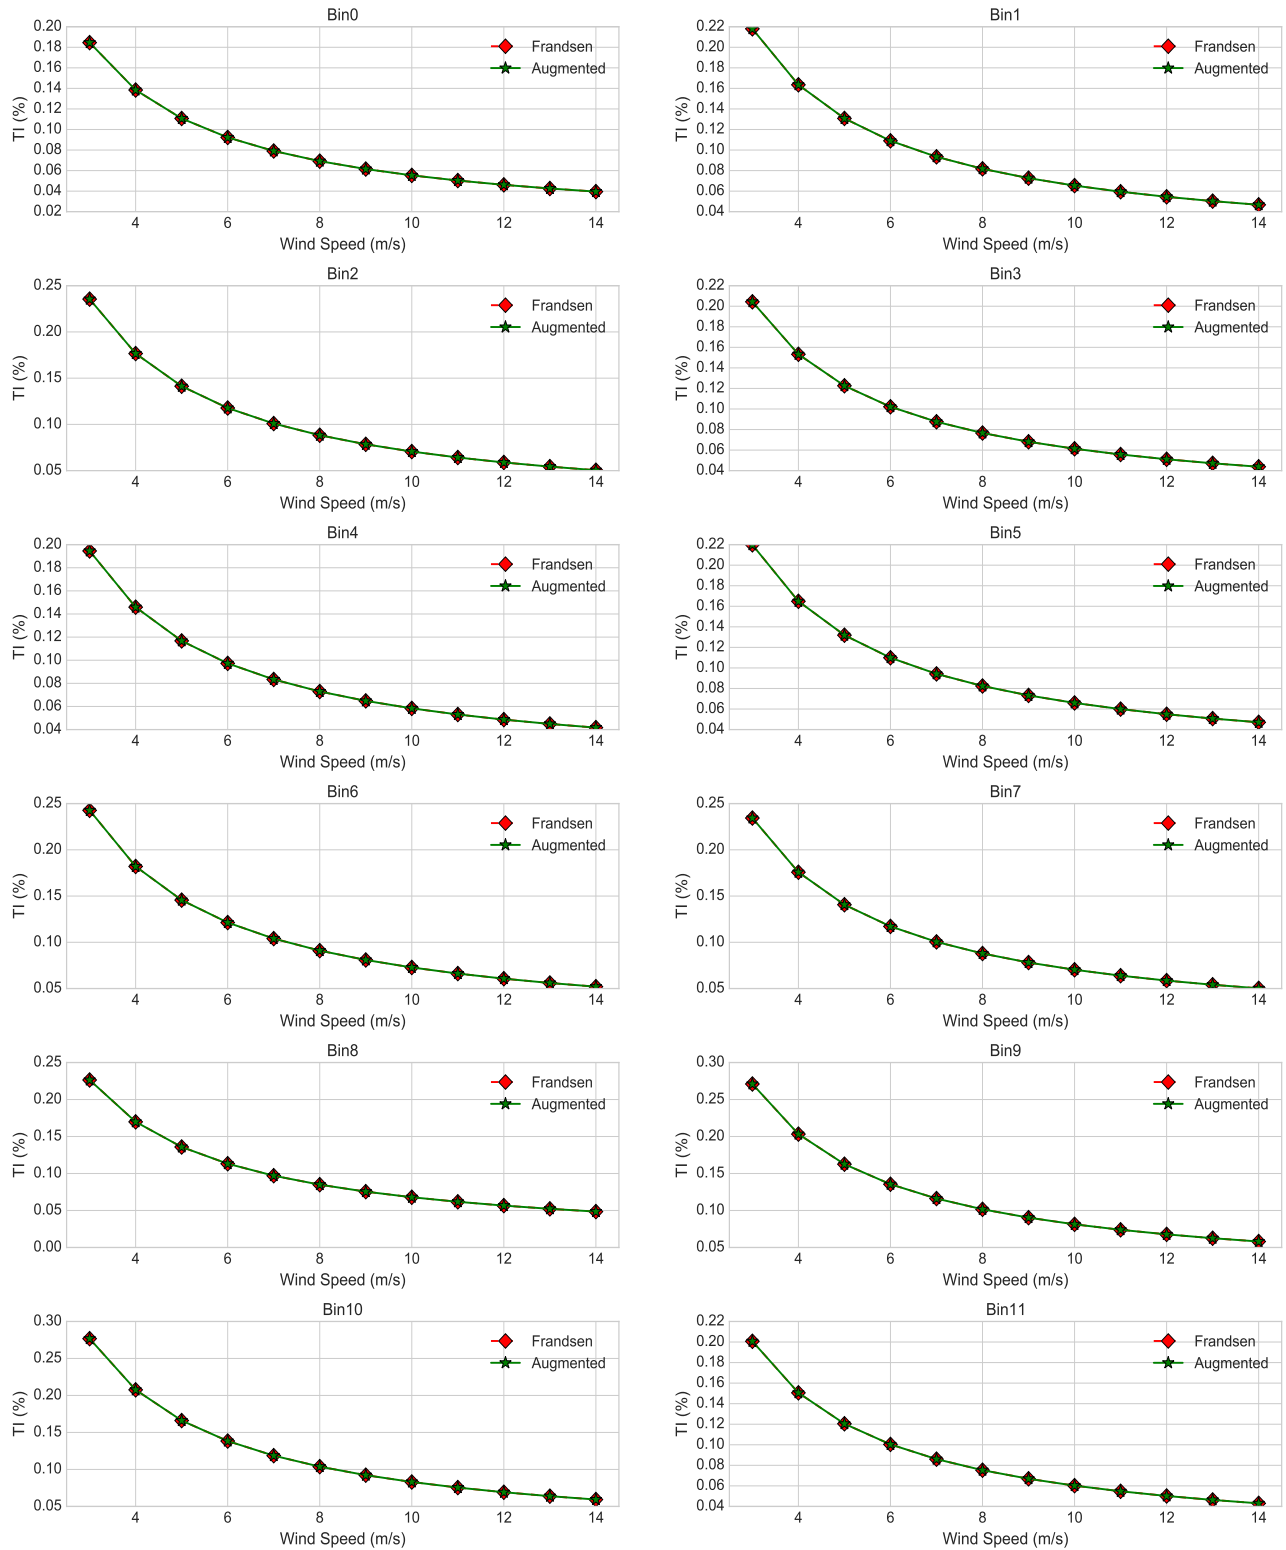 Bin0
0.20
0.18
0.16
0.14
0.12
0.10
0.08
0.06
0.04
0.02
TI (%)
Frandsen
Augmented
4 6 8 10 12 14
Wind Speed (m/s)
Bin1
0.22
0.20
0.18
0.16
0.14
0.12
0.10
0.08
0.06
0.04
TI (%)
Frandsen
Augmented
4 6 8 10 12 14
Wind Speed (m/s)
Bin2
0.25
0.20
0.15
0.10
0.05
TI (%)
Frandsen
Augmented
4 6 8 10 12 14
Wind Speed (m/s)
Bin3
0.22
0.20
0.18
0.16
0.14
0.12
0.10
0.08
0.06
0.04
TI (%)
Frandsen
Augmented
4 6 8 10 12 14
Wind Speed (m/s)
Bin4
0.20
0.18
0.16
0.14
0.12
0.10
0.08
0.06
0.04
TI (%)
Frandsen
Augmented
4 6 8 10 12 14
Wind Speed (m/s)
Bin5
0.22
0.20
0.18
0.16
0.14
0.12
0.10
0.08
0.06
0.04
TI (%)
Frandsen
Augmented
4 6 8 10 12 14
Wind Speed (m/s)
Bin6
0.25
0.20
0.15
0.10
0.05
TI (%)
Frandsen
Augmented
4 6 8 10 12 14
Wind Speed (m/s)
Bin7
0.25
0.20
0.15
0.10
0.05
TI (%)
Frandsen
Augmented
4 6 8 10 12 14
Wind Speed (m/s)
Bin8
0.25
0.20
0.15
0.10
0.05
0.00
TI (%)
Frandsen
Augmented
4 6 8 10 12 14
Wind Speed (m/s)
Bin9
0.30
0.25
0.20
0.15
0.10
0.05
TI (%)
Frandsen
Augmented
4 6 8 10 12 14
Wind Speed (m/s)
Bin10
0.30
0.25
0.20
0.15
0.10
0.05
TI (%)
Frandsen
Augmented
4 6 8 10 12 14
Wind Speed (m/s)
Bin11
0.22
0.20
0.18
0.16
0.14
0.12
0.10
0.08
0.06
0.04
TI (%)
Frandsen
Augmented
4 6 8 10 12 14
Wind Speed (m/s)